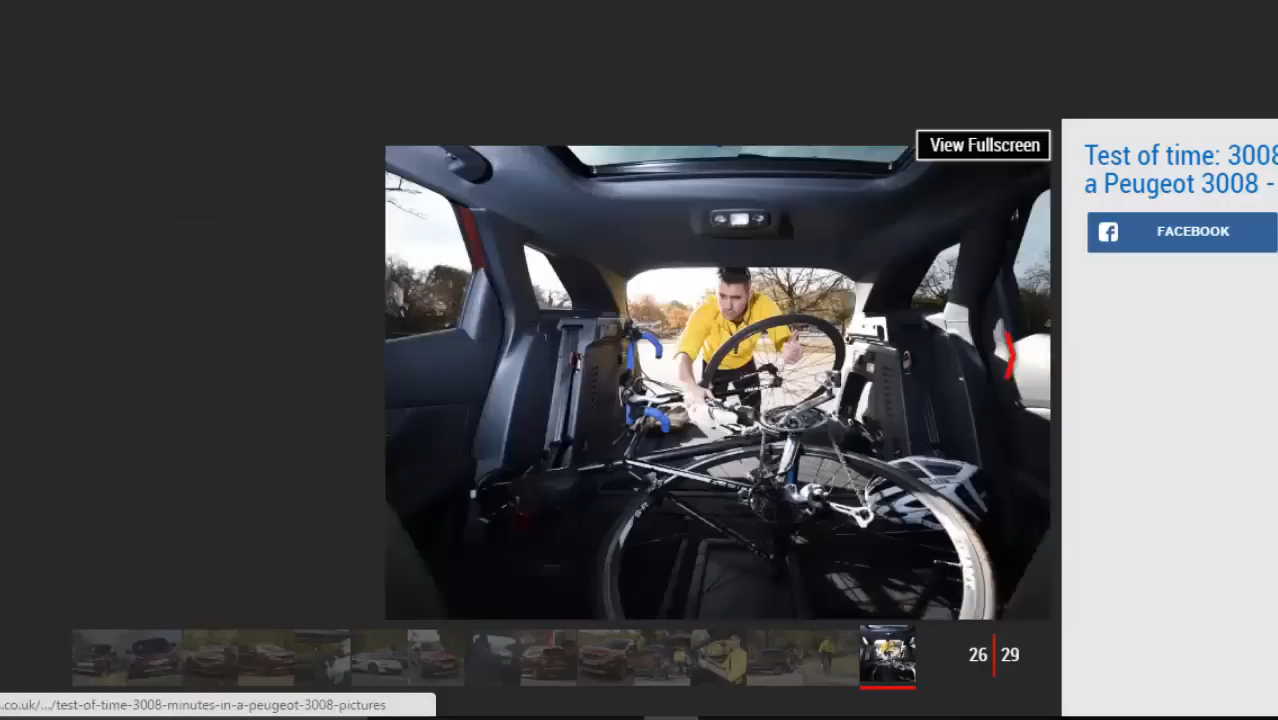 View Fullscreen
Test of time: 3008
a Peugeot 3008 -
FACEBOOK
GIANT
26 29
s.co.uk/.../test-of-time-3008-minutes-in-a-peugeot-3008-pictures